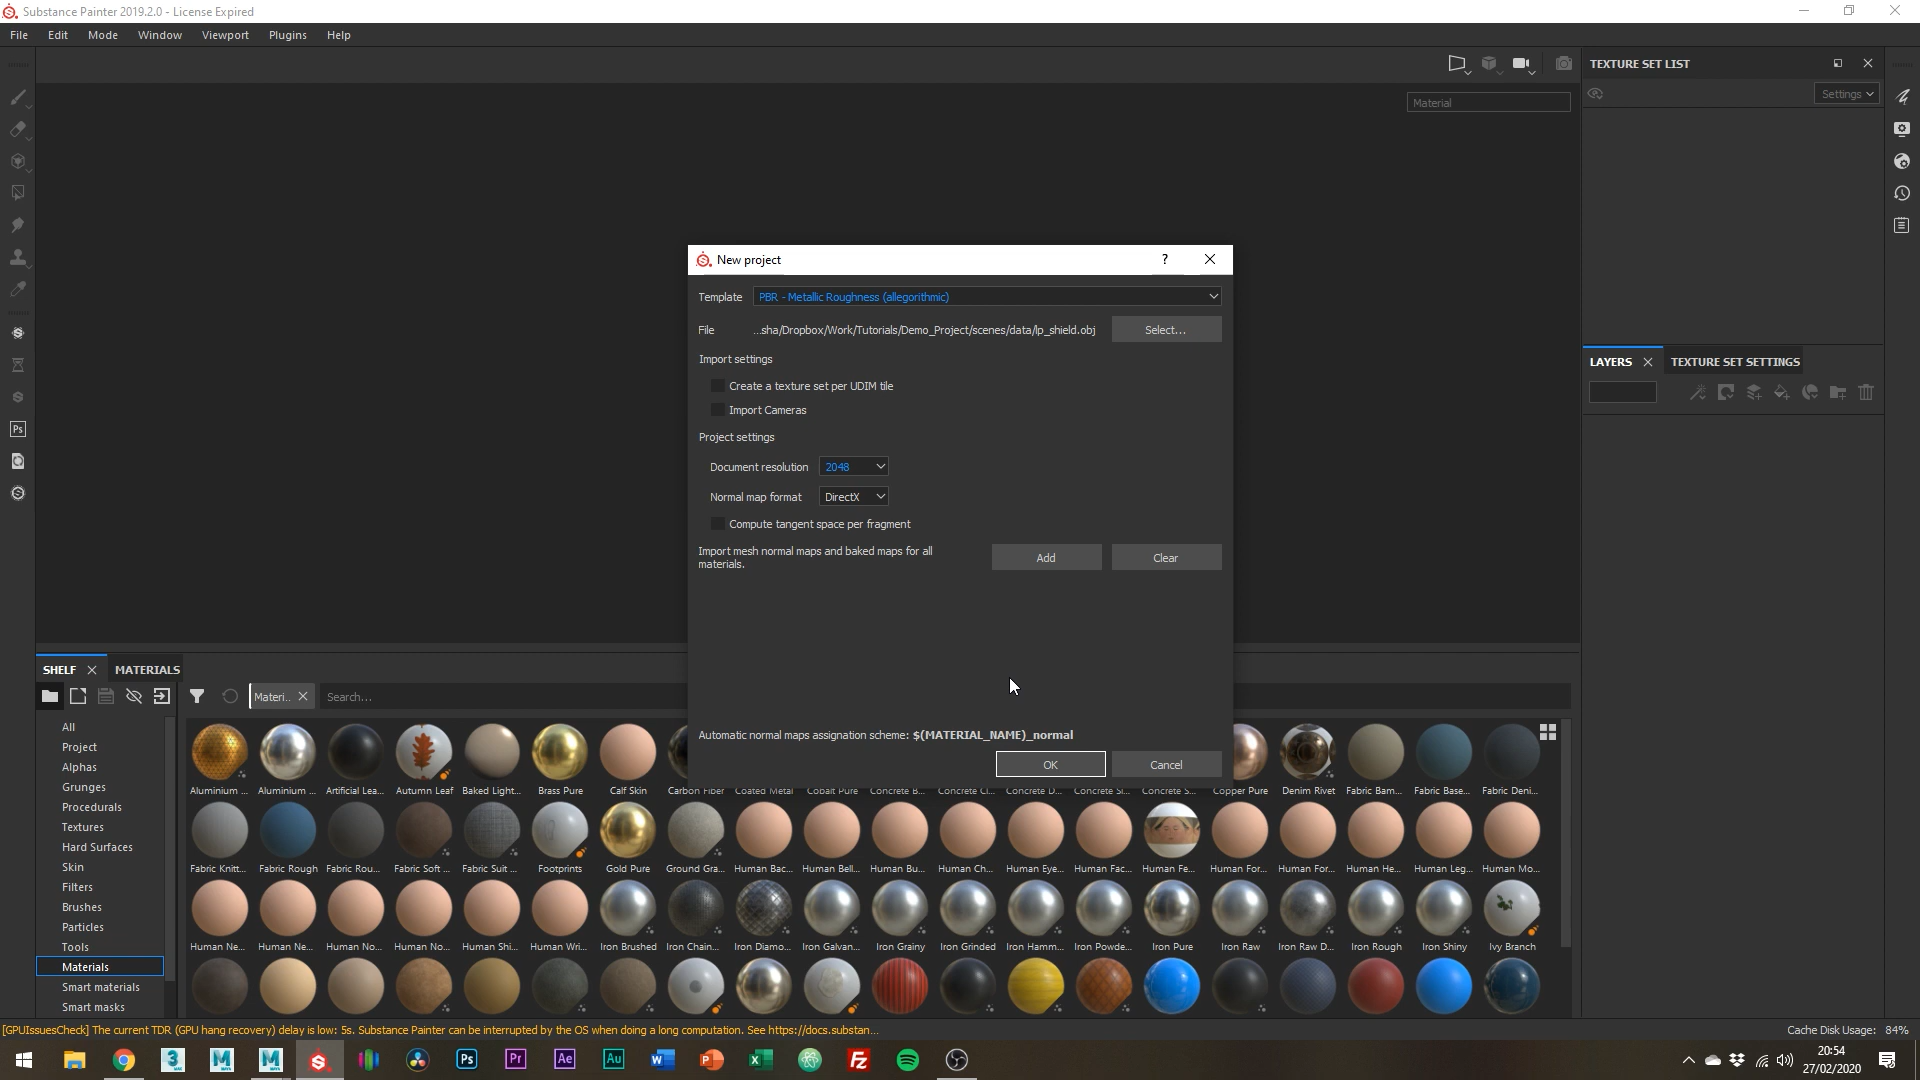 Substance Painter 2019.2.0 - License Expired
File Edit Mode Window Viewport Plugins Help
Material
TEXTURE SET LIST
Settings
New project
?
Template PBR - Metallic Roughness (allegorithmic)
File ...sha/Dropbox/Work/Tutorials/Demo_Project/scenes/data/lp_shield.obj Select...
Import settings
Create a texture set per UDIM tile
Import Cameras
Project settings
Document resolution 2048
Normal map format DirectX
Compute tangent space per fragment
Import mesh normal maps and baked maps for all
materials.
Add Clear
Automatic normal maps assignation scheme: $(MATERIAL_NAME)_normal
OK Cancel
LAYERS TEXTURE SET SETTINGS
Ps
SHELF MATERIALS
Materi.. Search...
All
Project
Alphas
Grunges
Procedurals
Textures
Hard Surfaces
Skin
Filters
Brushes
Particles
Tools
Materials
Smart materials
Smart masks
Aluminium ... Aluminium ... Artificial Lea... Autumn Leaf Baked Light... Brass Pure Calf Skin Carbon Fiber Coated Metal Cobalt Pure Concrete B... Concrete Cl... Concrete D... Concrete Si... Concrete S... Copper Pure Denim Rivet Fabric Bam... Fabric Base... Fabric Deni...
Fabric Knitt... Fabric Rough Fabric Rou... Fabric Soft ... Fabric Suit ... Footprints Gold Pure Ground Gra... Human Bac... Human Bell... Human Bu... Human Ch... Human Eye... Human Fac... Human Fe... Human For... Human For... Human He... Human Leg... Human Mo...
Human Ne... Human Ne... Human No... Human No... Human Shi... Human Wri... Iron Brushed Iron Chain... Iron Diamo... Iron Galvan... Iron Grainy Iron Grinded Iron Hamm... Iron Powde... Iron Pure Iron Raw Iron Raw D... Iron Rough Iron Shiny Ivy Branch
[GPUIssuesCheck] The current TDR (GPU hang recovery) delay is low: 5s. Substance Painter can be interrupted by the OS when doing a long computation. See https://docs.substan...
Cache Disk Usage: 84%
3 M M S Ps Pr Ae Au W P X Fz
20:54
27/02/2020